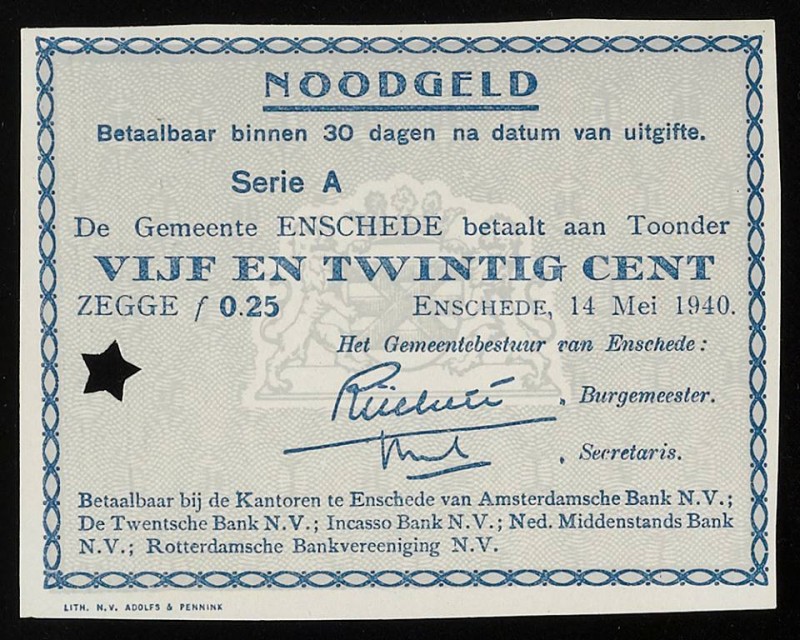 NOODGELD
Betaalbaar binnen 30 dagen na datum van uitgifte.
Serie A
De Gemeente ENSCHEDE betaalt aan Toonder
VIJF EN TWINTIG CENT
ZEGGE f 0.25 ENSCHEDE, 14 Mei 1940.
Het Gemeentebestuur van Enschede:
, Burgemeester.
, Secretaris.
Betaalbaar bij de Kantoren te Enschede van Amsterdamsche Bank N.V.;
De Twentsche Bank N.V.; Incasso Bank N.V.; Ned. Middenstands Bank
N.V.; Rotterdamsche Bankvereeniging N.V.
LITH. N.V. ADOLFS & PENNINK